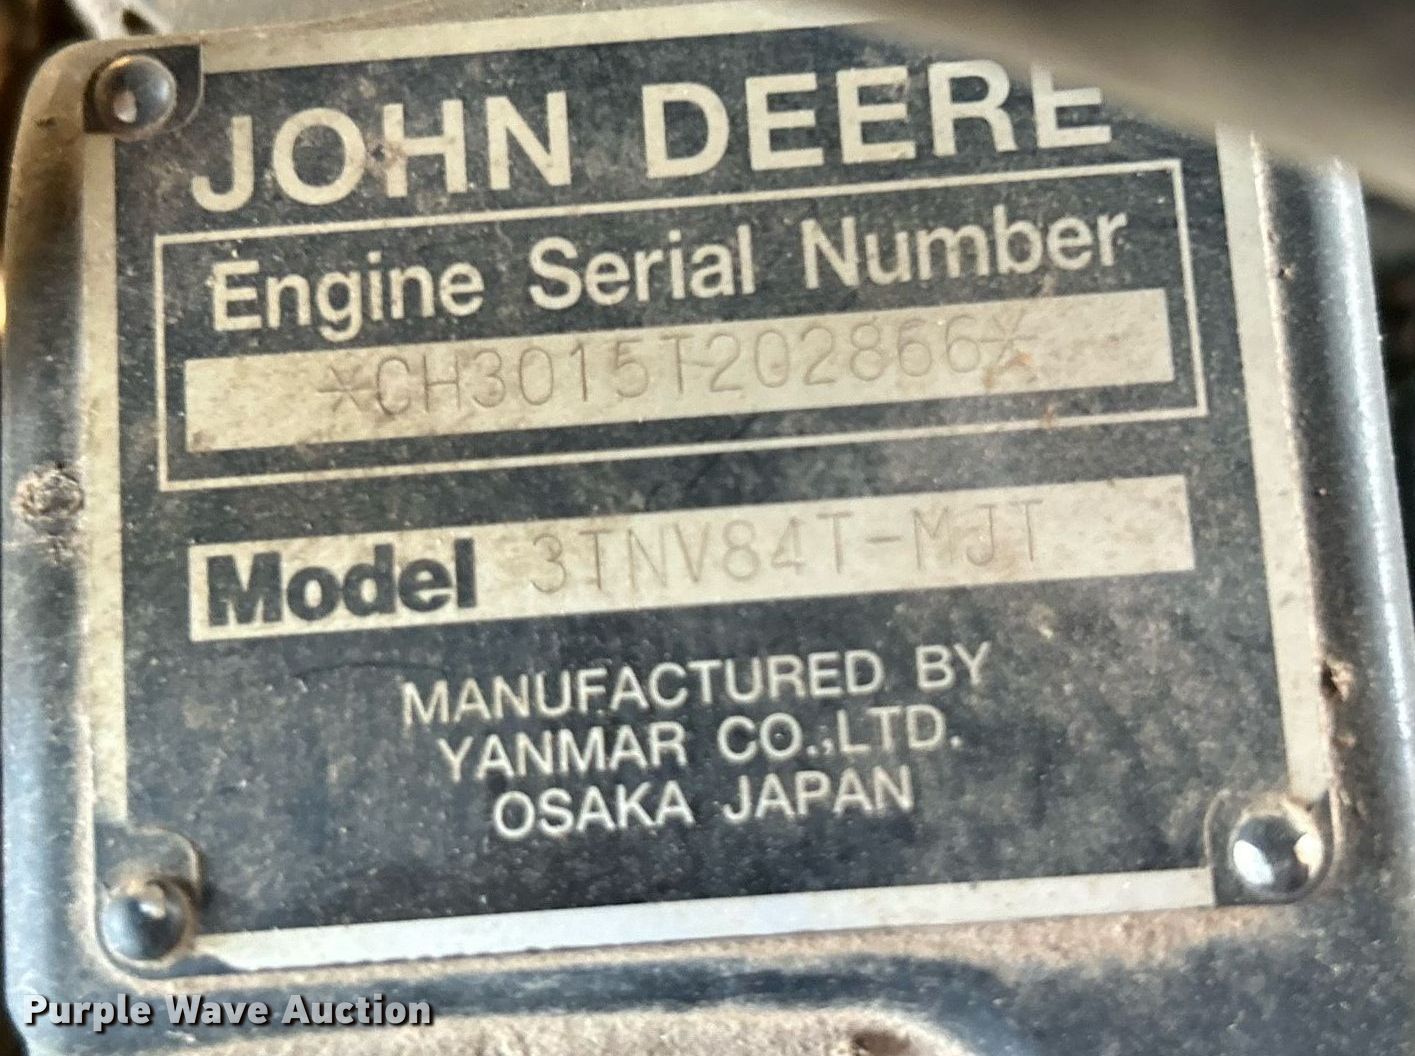 JOHN DEERE
Engine Serial Number
*CH3015T202866*
Model 3TNV84T-MJT
MANUFACTURED BY
YANMAR CO.,LTD.
OSAKA JAPAN
Purple Wave Auction